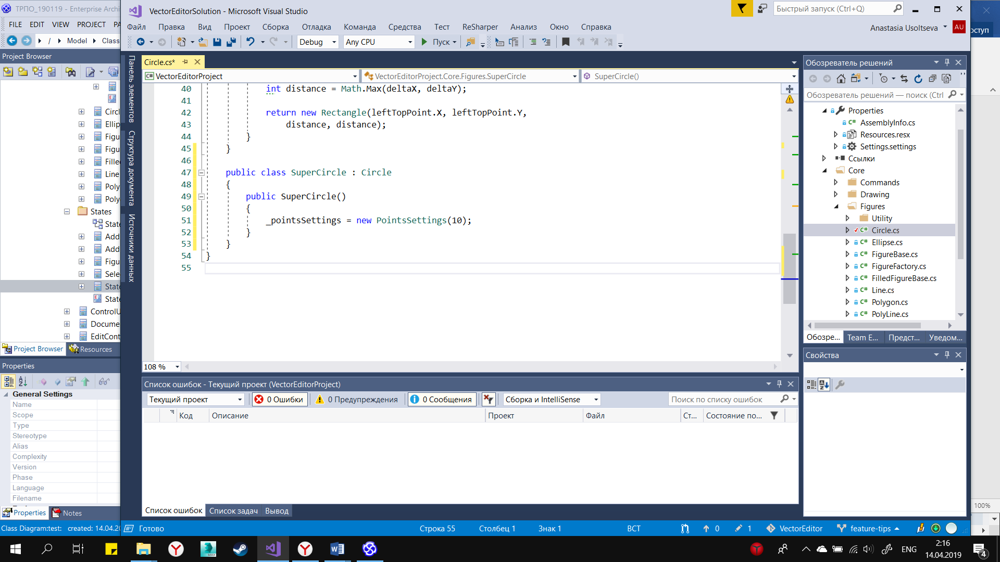 ТРПО_190119 - Enterprise Archi
FILE EDIT VIEW PROJECT PA
/ Model Class
Project Browser
Circl
Ellip
Figu
Figu
Fille
Line
Poly
Poly
States
State
Add
Add
Figu
Sele
State
State
ControlU
Docume
EditCont
Project Browser Resources
Properties
General Settings
Name
Scope
Type
Stereotype
Alias
Complexity
Version
Phase
Language
Filename
Properties Notes
Class Diagram:test: created: 14.04.20
VectorEditorSolution - Microsoft Visual Studio
Быстрый запуск (Ctrl+Q)
Файл Правка Вид Проект Сборка Отладка Команда Средства Тест ReSharper Анализ Окно Справка
Anastasia Usoltseva AU
Debug Any CPU Пуск
Панель элементов
Структура документа
Источники данных
Circle.cs*
VectorEditorProject VectorEditorProject.Core.Figures.SuperCircle SuperCircle()
40 int distance = Math.Max(deltaX, deltaY);
41
42 return new Rectangle(leftTopPoint.X, leftTopPoint.Y,
43 distance, distance);
44 }
45 }
46
47 public class SuperCircle : Circle
48 {
49 public SuperCircle()
50 {
51 _pointsSettings = new PointsSettings(10);
52 }
53 }
54 }
55
108 %
Список ошибок - Текущий проект (VectorEditorProject)
Текущий проект 0 Ошибки 0 Предупреждения 0 Сообщения Сборка и IntelliSense Поиск по списку ошибок
Код Описание Проект Файл Ст... Состояние по...
Список ошибок Список задач Вывод
Обозреватель решений
Обозреватель решений — поиск (Ctrl
Properties
C# AssemblyInfo.cs
Resources.resx
Settings.settings
Ссылки
Core
Commands
Drawing
Figures
Utility
C# Circle.cs
C# Ellipse.cs
C# FigureBase.cs
C# FigureFactory.cs
C# FilledFigureBase.cs
C# Line.cs
C# Polygon.cs
C# PolyLine.cs
Обозре... Team E... Предст... Уведом...
Свойства
Готово Строка 55 Столбец 1 Знак 1 ВСТ 0 1 VectorEditor feature-tips
оступ
100%
ENG
2:16
14.04.2019
4